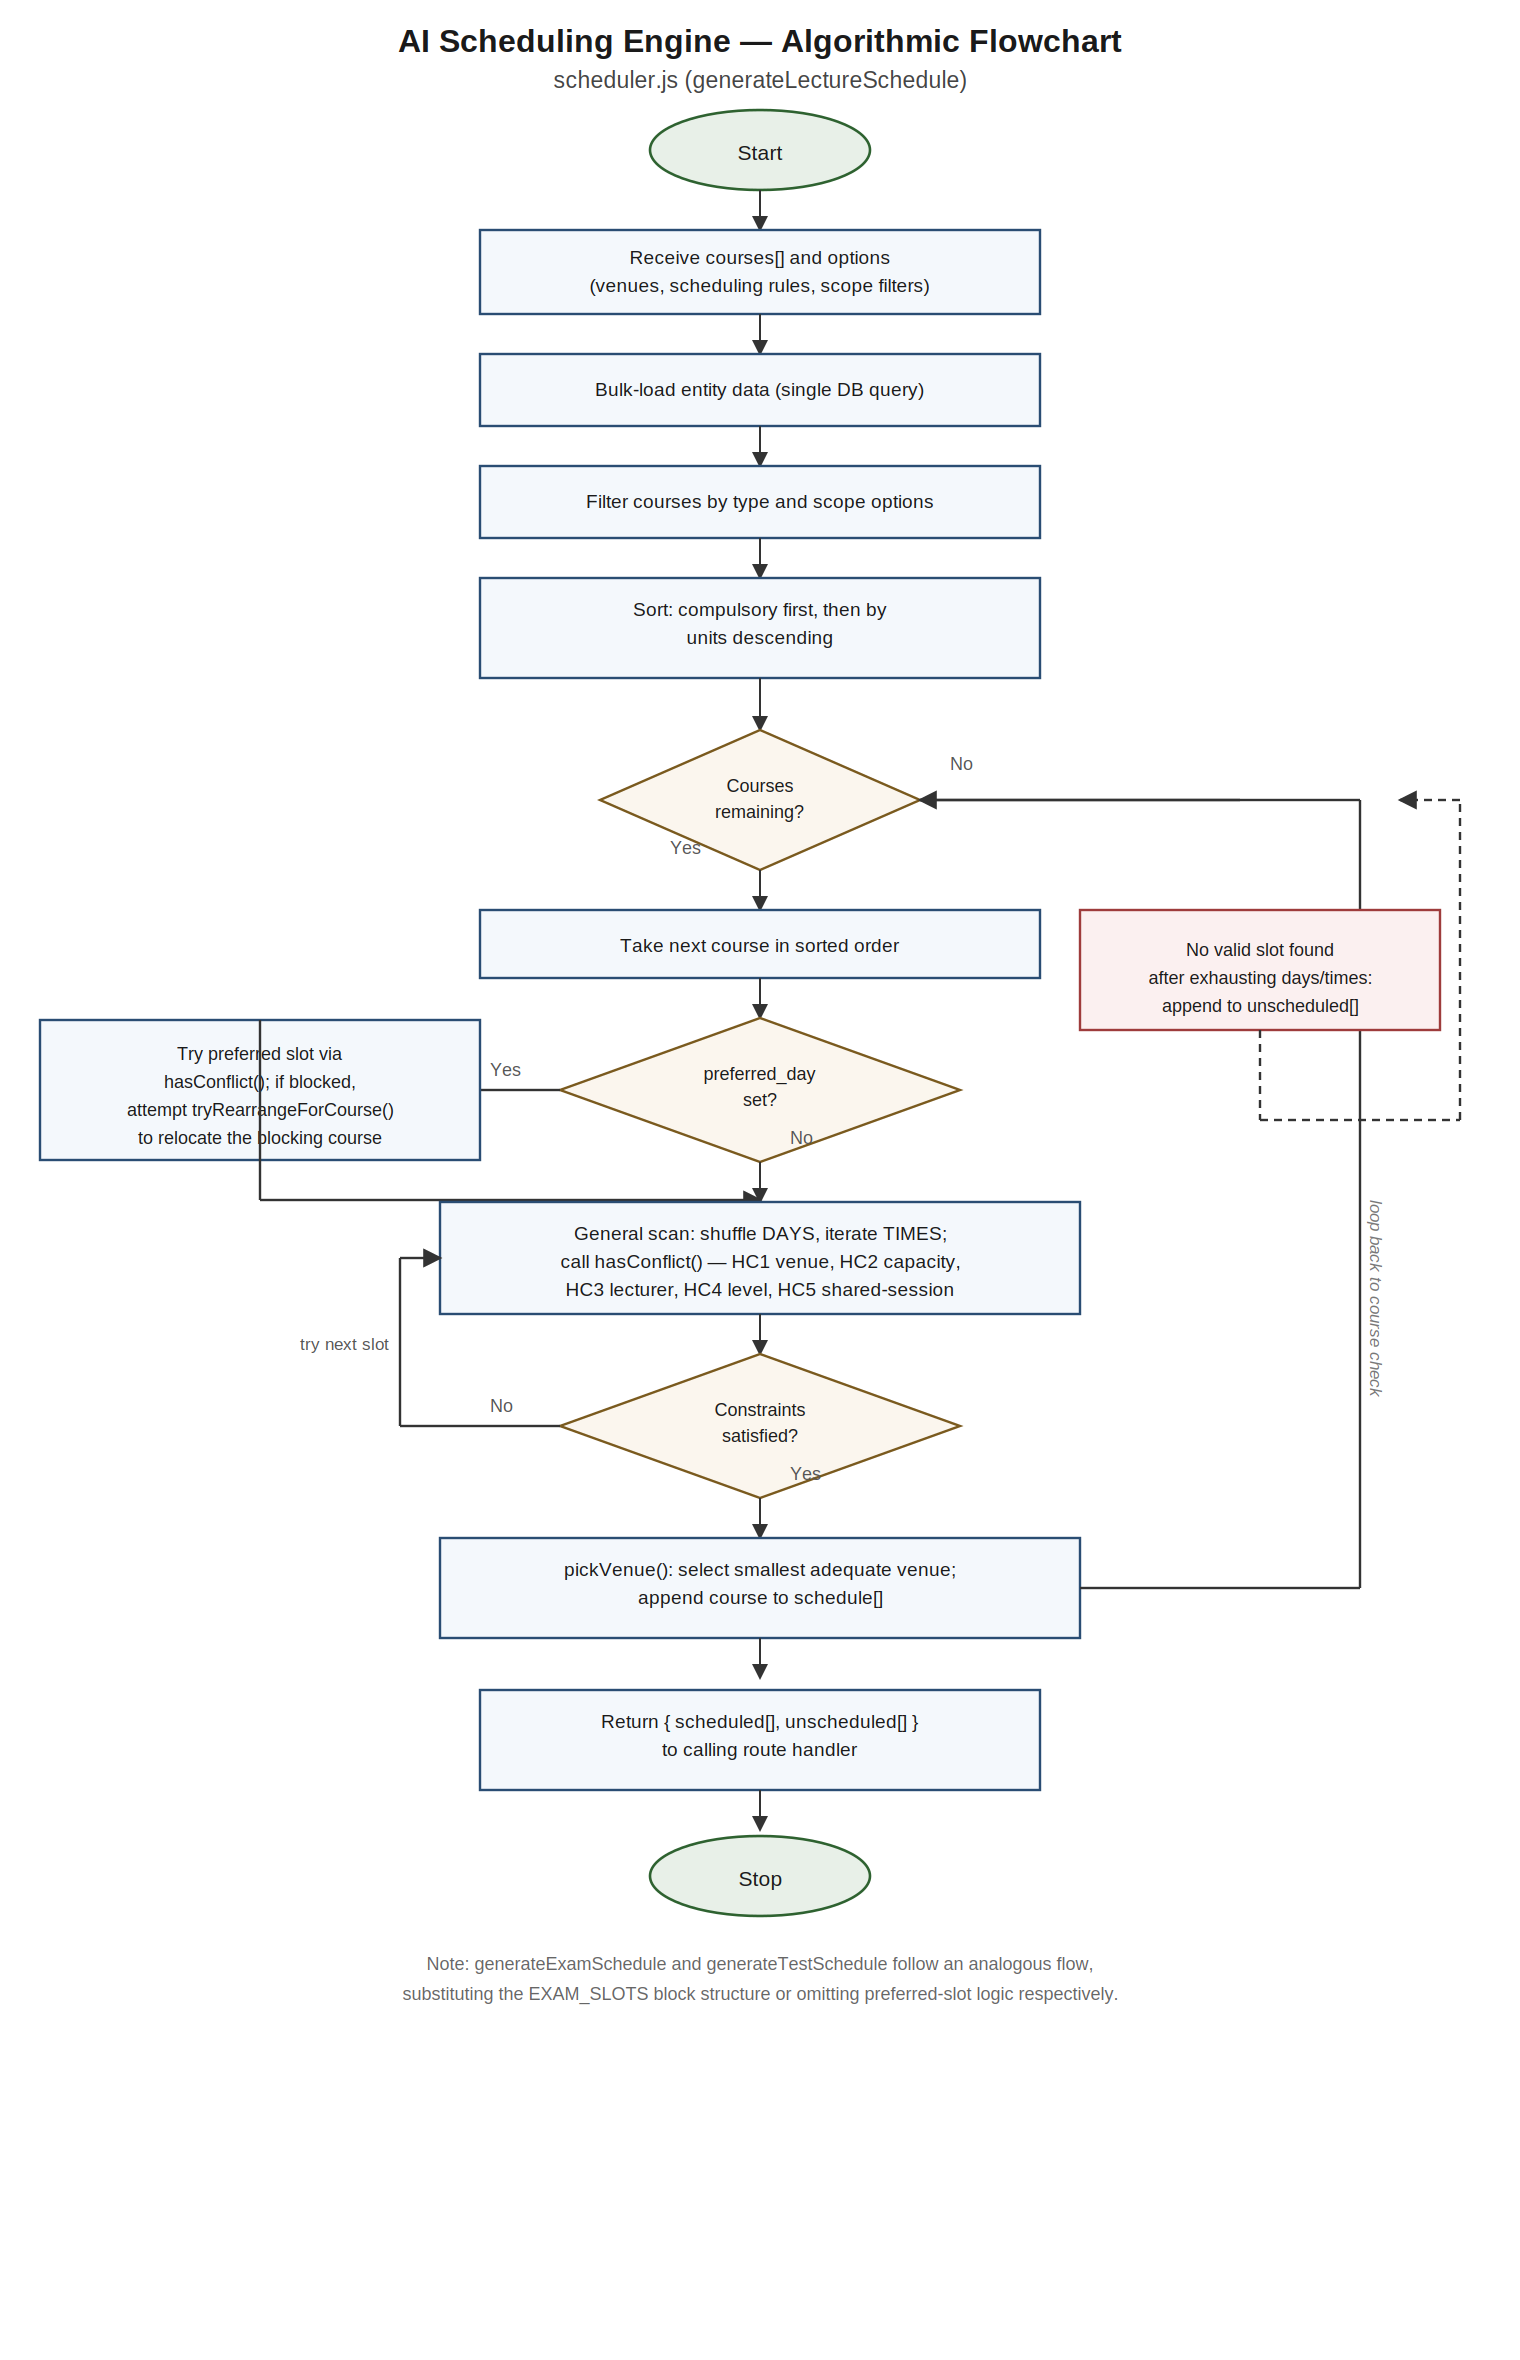 AI Scheduling Engine — Algorithmic Flowchart
scheduler.js (generateLectureSchedule)
Start
Receive courses[] and options
(venues, scheduling rules, scope filters)
Bulk-load entity data (single DB query)
Filter courses by type and scope options
Sort: compulsory first, then by
units descending
Courses
remaining?
No
Yes
Take next course in sorted order
No valid slot found
after exhausting days/times:
append to unscheduled[]
Try preferred slot via
hasConflict(); if blocked,
attempt tryRearrangeForCourse()
to relocate the blocking course
Yes
preferred_day
set?
No
General scan: shuffle DAYS, iterate TIMES;
call hasConflict() — HC1 venue, HC2 capacity,
HC3 lecturer, HC4 level, HC5 shared-session
loop back to course check
try next slot
No
Constraints
satisfied?
Yes
pickVenue(): select smallest adequate venue;
append course to schedule[]
Return { scheduled[], unscheduled[] }
to calling route handler
Stop
Note: generateExamSchedule and generateTestSchedule follow an analogous flow,
substituting the EXAM_SLOTS block structure or omitting preferred-slot logic respectively.